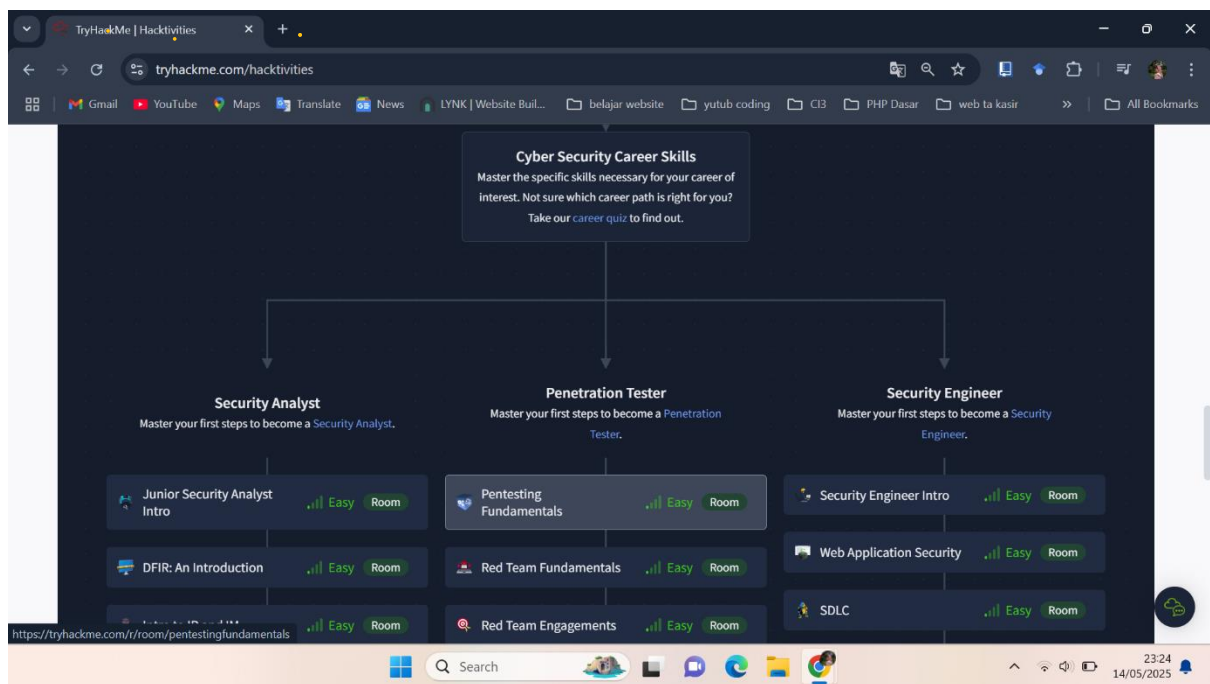 TryHackMe | Hacktivities
tryhackme.com/hacktivities
Gmail YouTube Maps Translate News LYNK | Website Buil... belajar website yutub coding CI3 PHP Dasar web ta kasir » All Bookmarks
Cyber Security Career Skills
Master the specific skills necessary for your career of
interest. Not sure which career path is right for you?
Take our career quiz to find out.
Security Analyst
Master your first steps to become a Security Analyst.
Penetration Tester
Master your first steps to become a Penetration
Tester.
Security Engineer
Master your first steps to become a Security
Engineer.
Junior Security Analyst
Intro
Easy Room
Pentesting
Fundamentals
Easy Room
Security Engineer Intro Easy Room
DFIR: An Introduction Easy Room
Red Team Fundamentals Easy Room
Web Application Security Easy Room
Easy Room
Red Team Engagements Easy Room
SDLC Easy Room
https://tryhackme.com/r/room/pentestingfundamentals
Search
23:24
14/05/2025